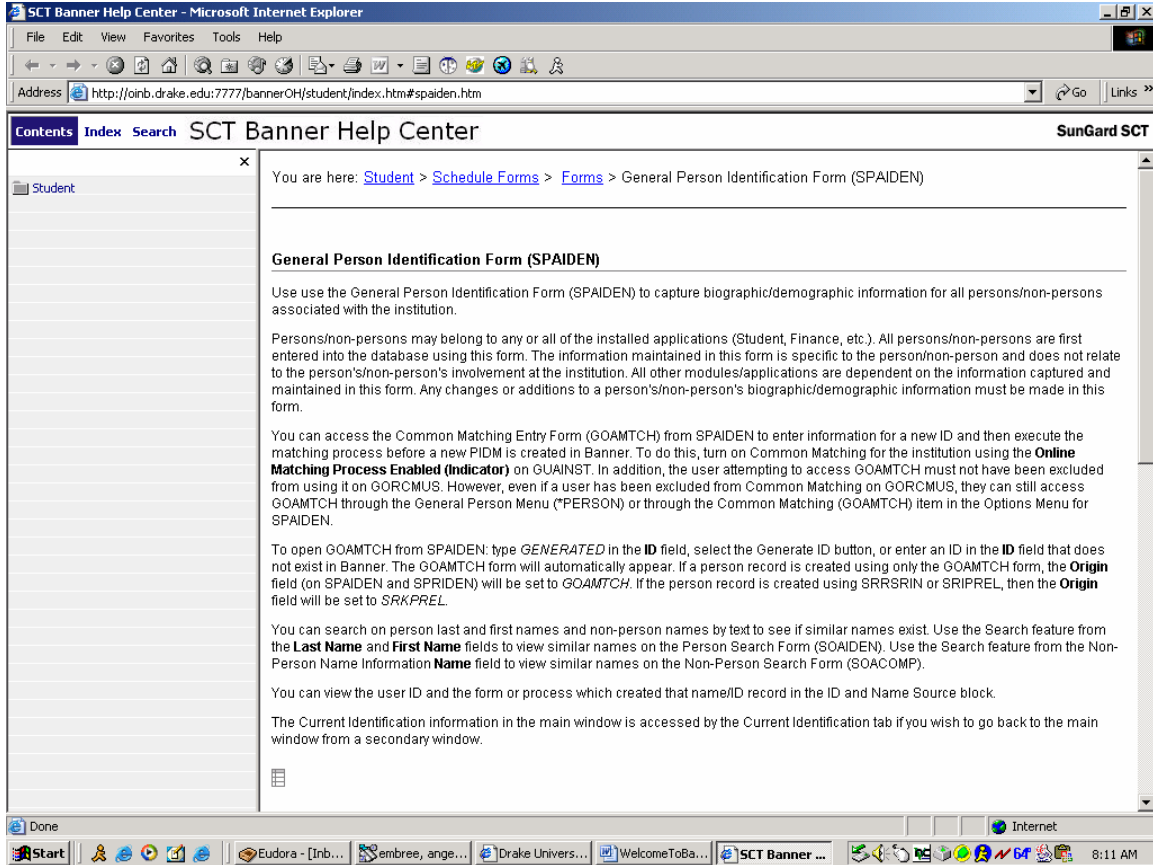 SCT Banner Help Center - Microsoft Internet Explorer
File Edit View Favorites Tools Help
Address http://oinb.drake.edu:7777/bannerOH/student/index.htm#spaiden.htm Go Links »
Contents Index Search SCT Banner Help Center SunGard SCT
Student
You are here: Student > Schedule Forms > Forms > General Person Identification Form (SPAIDEN)
General Person Identification Form (SPAIDEN)
Use use the General Person Identification Form (SPAIDEN) to capture biographic/demographic information for all persons/non-persons
associated with the institution.
Persons/non-persons may belong to any or all of the installed applications (Student, Finance, etc.). All persons/non-persons are first
entered into the database using this form. The information maintained in this form is specific to the person/non-person and does not relate
to the person's/non-person's involvement at the institution. All other modules/applications are dependent on the information captured and
maintained in this form. Any changes or additions to a person's/non-person's biographic/demographic information must be made in this
form.
You can access the Common Matching Entry Form (GOAMTCH) from SPAIDEN to enter information for a new ID and then execute the
matching process before a new PIDM is created in Banner. To do this, turn on Common Matching for the institution using the Online
Matching Process Enabled (Indicator) on GUAINST. In addition, the user attempting to access GOAMTCH must not have been excluded
from using it on GORCMUS. However, even if a user has been excluded from Common Matching on GORCMUS, they can still access
GOAMTCH through the General Person Menu (*PERSON) or through the Common Matching (GOAMTCH) item in the Options Menu for
SPAIDEN.
To open GOAMTCH from SPAIDEN: type GENERATED in the ID field, select the Generate ID button, or enter an ID in the ID field that does
not exist in Banner. The GOAMTCH form will automatically appear. If a person record is created using only the GOAMTCH form, the Origin
field (on SPAIDEN and SPRIDEN) will be set to GOAMTCH. If the person record is created using SRRSRIN or SRIPREL, then the Origin
field will be set to SRKPREL.
You can search on person last and first names and non-person names by text to see if similar names exist. Use the Search feature from
the Last Name and First Name fields to view similar names on the Person Search Form (SOAIDEN). Use the Search feature from the Non-
Person Name Information Name field to view similar names on the Non-Person Search Form (SOACOMP).
You can view the user ID and the form or process which created that name/ID record in the ID and Name Source block.
The Current Identification information in the main window is accessed by the Current Identification tab if you wish to go back to the main
window from a secondary window.
Done Internet
Start Eudora - [Inb... embree, ange... Drake Univers... WelcomeToBa... SCT Banner ... 64° 8:11 AM